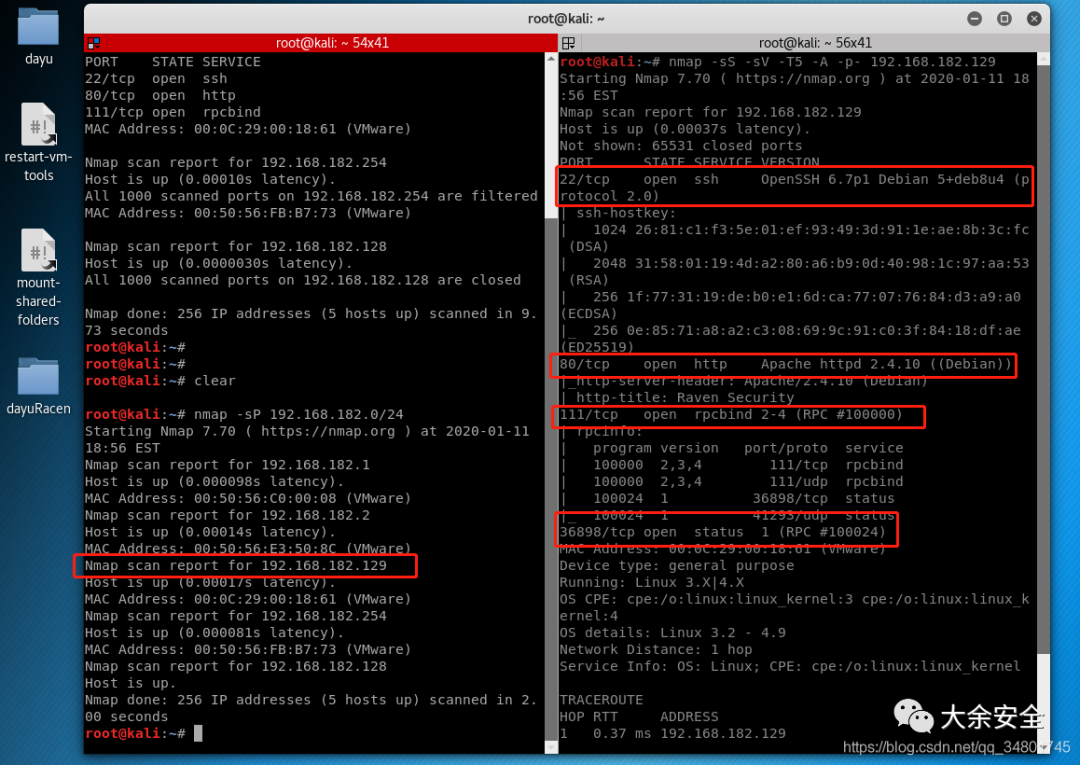 dayu
restart-vm-
tools
mount-
shared-
folders
dayuRacen
root@kali: ~
root@kali: ~ 54x41
PORT STATE SERVICE
22/tcp open ssh
80/tcp open http
111/tcp open rpcbind
MAC Address: 00:0C:29:00:18:61 (VMware)
Nmap scan report for 192.168.182.254
Host is up (0.00010s latency).
All 1000 scanned ports on 192.168.182.254 are filtered
MAC Address: 00:50:56:FB:B7:73 (VMware)
Nmap scan report for 192.168.182.128
Host is up (0.0000030s latency).
All 1000 scanned ports on 192.168.182.128 are closed
Nmap done: 256 IP addresses (5 hosts up) scanned in 9.
73 seconds
root@kali:~#
root@kali:~#
root@kali:~# clear
root@kali:~# nmap -sP 192.168.182.0/24
Starting Nmap 7.70 ( https://nmap.org ) at 2020-01-11
18:56 EST
Nmap scan report for 192.168.182.1
Host is up (0.000098s latency).
MAC Address: 00:50:56:C0:00:08 (VMware)
Nmap scan report for 192.168.182.2
Host is up (0.00014s latency).
MAC Address: 00:50:56:E3:50:8C (VMware)
Nmap scan report for 192.168.182.129
Host is up (0.00017s latency).
MAC Address: 00:0C:29:00:18:61 (VMware)
Nmap scan report for 192.168.182.254
Host is up (0.000081s latency).
MAC Address: 00:50:56:FB:B7:73 (VMware)
Nmap scan report for 192.168.182.128
Host is up.
Nmap done: 256 IP addresses (5 hosts up) scanned in 2.
00 seconds
root@kali:~#
root@kali: ~ 56x41
root@kali:~# nmap -sS -sV -T5 -A -p- 192.168.182.129
Starting Nmap 7.70 ( https://nmap.org ) at 2020-01-11 18
:56 EST
Nmap scan report for 192.168.182.129
Host is up (0.00037s latency).
Not shown: 65531 closed ports
PORT STATE SERVICE VERSION
22/tcp open ssh OpenSSH 6.7p1 Debian 5+deb8u4 (p
rotocol 2.0)
| ssh-hostkey:
| 1024 26:81:c1:f3:5e:01:ef:93:49:3d:91:1e:ae:8b:3c:fc
(DSA)
| 2048 31:58:01:19:4d:a2:80:a6:b9:0d:40:98:1c:97:aa:53
(RSA)
| 256 1f:77:31:19:de:b0:e1:6d:ca:77:07:76:84:d3:a9:a0
(ECDSA)
|_ 256 0e:85:71:a8:a2:c3:08:69:9c:91:c0:3f:84:18:df:ae
(ED25519)
80/tcp open http Apache httpd 2.4.10 ((Debian))
|_http-server-header: Apache/2.4.10 (Debian)
|_http-title: Raven Security
111/tcp open rpcbind 2-4 (RPC #100000)
| rpcinfo:
| program version port/proto service
| 100000 2,3,4 111/tcp rpcbind
| 100000 2,3,4 111/udp rpcbind
| 100024 1 36898/tcp status
|_ 100024 1 41293/udp status
36898/tcp open status 1 (RPC #100024)
MAC Address: 00:0C:29:00:18:61 (VMware)
Device type: general purpose
Running: Linux 3.X|4.X
OS CPE: cpe:/o:linux:linux_kernel:3 cpe:/o:linux:linux_k
ernel:4
OS details: Linux 3.2 - 4.9
Network Distance: 1 hop
Service Info: OS: Linux; CPE: cpe:/o:linux:linux_kernel
TRACEROUTE
HOP RTT ADDRESS
1 0.37 ms 192.168.182.129
大余安全